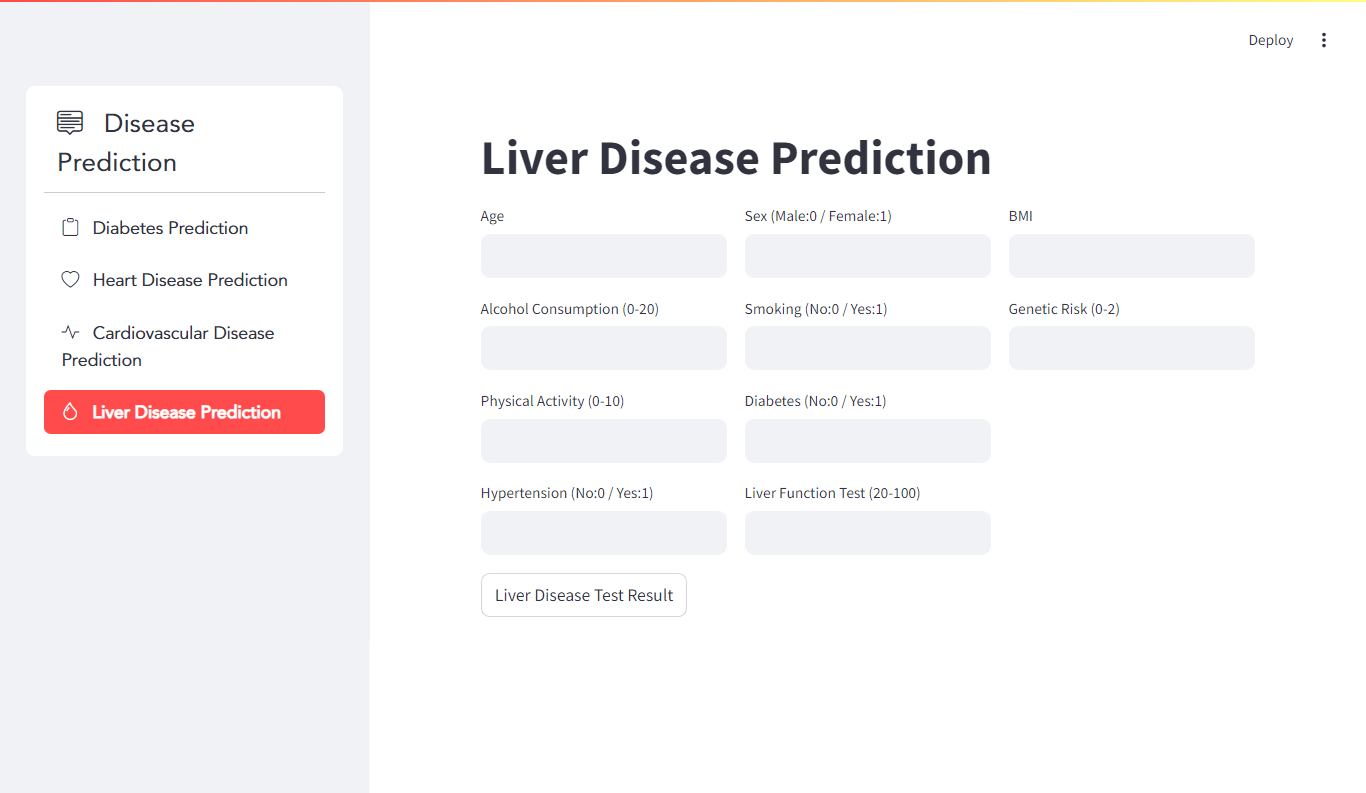 Deploy
Disease
Prediction
Diabetes Prediction
Heart Disease Prediction
Cardiovascular Disease
Prediction
Liver Disease Prediction
Liver Disease Prediction
Age
Sex (Male:0 / Female:1)
BMI
Alcohol Consumption (0-20)
Smoking (No:0 / Yes:1)
Genetic Risk (0-2)
Physical Activity (0-10)
Diabetes (No:0 / Yes:1)
Hypertension (No:0 / Yes:1)
Liver Function Test (20-100)
Liver Disease Test Result